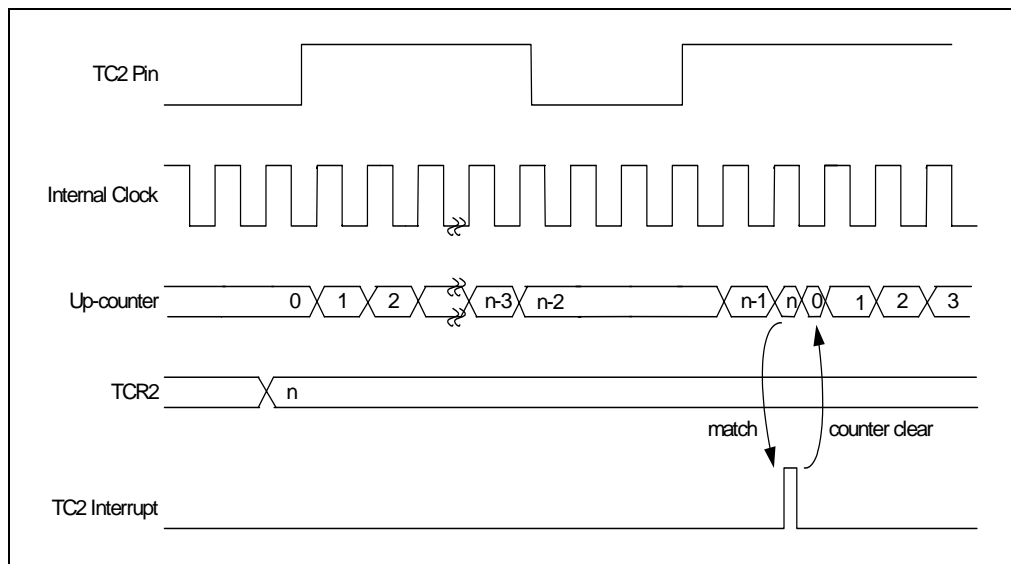 TC2 Pin
Internal Clock
Up-counter 0 1 2 n-3 n-2 n-1 n 0 1 2 3
TCR2 n
match counter clear
TC2 Interrupt